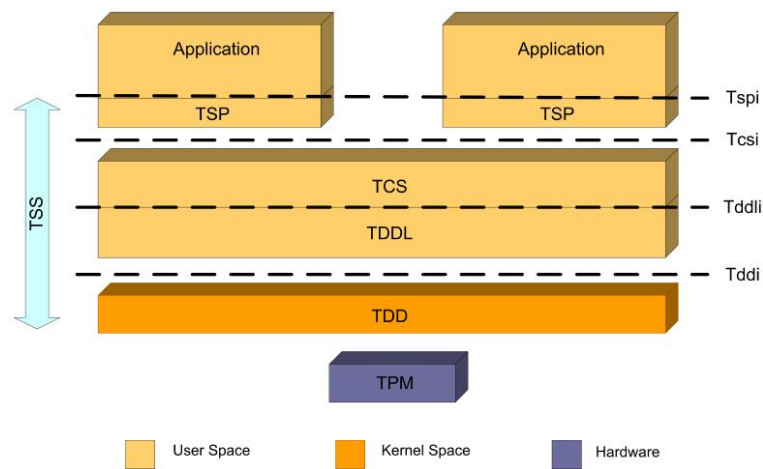 Application
Application
Tspi
TSP
TSP
Tcsi
TCS
TSS
Tddli
TDDL
Tddi
TDD
TPM
User Space
Kernel Space
Hardware